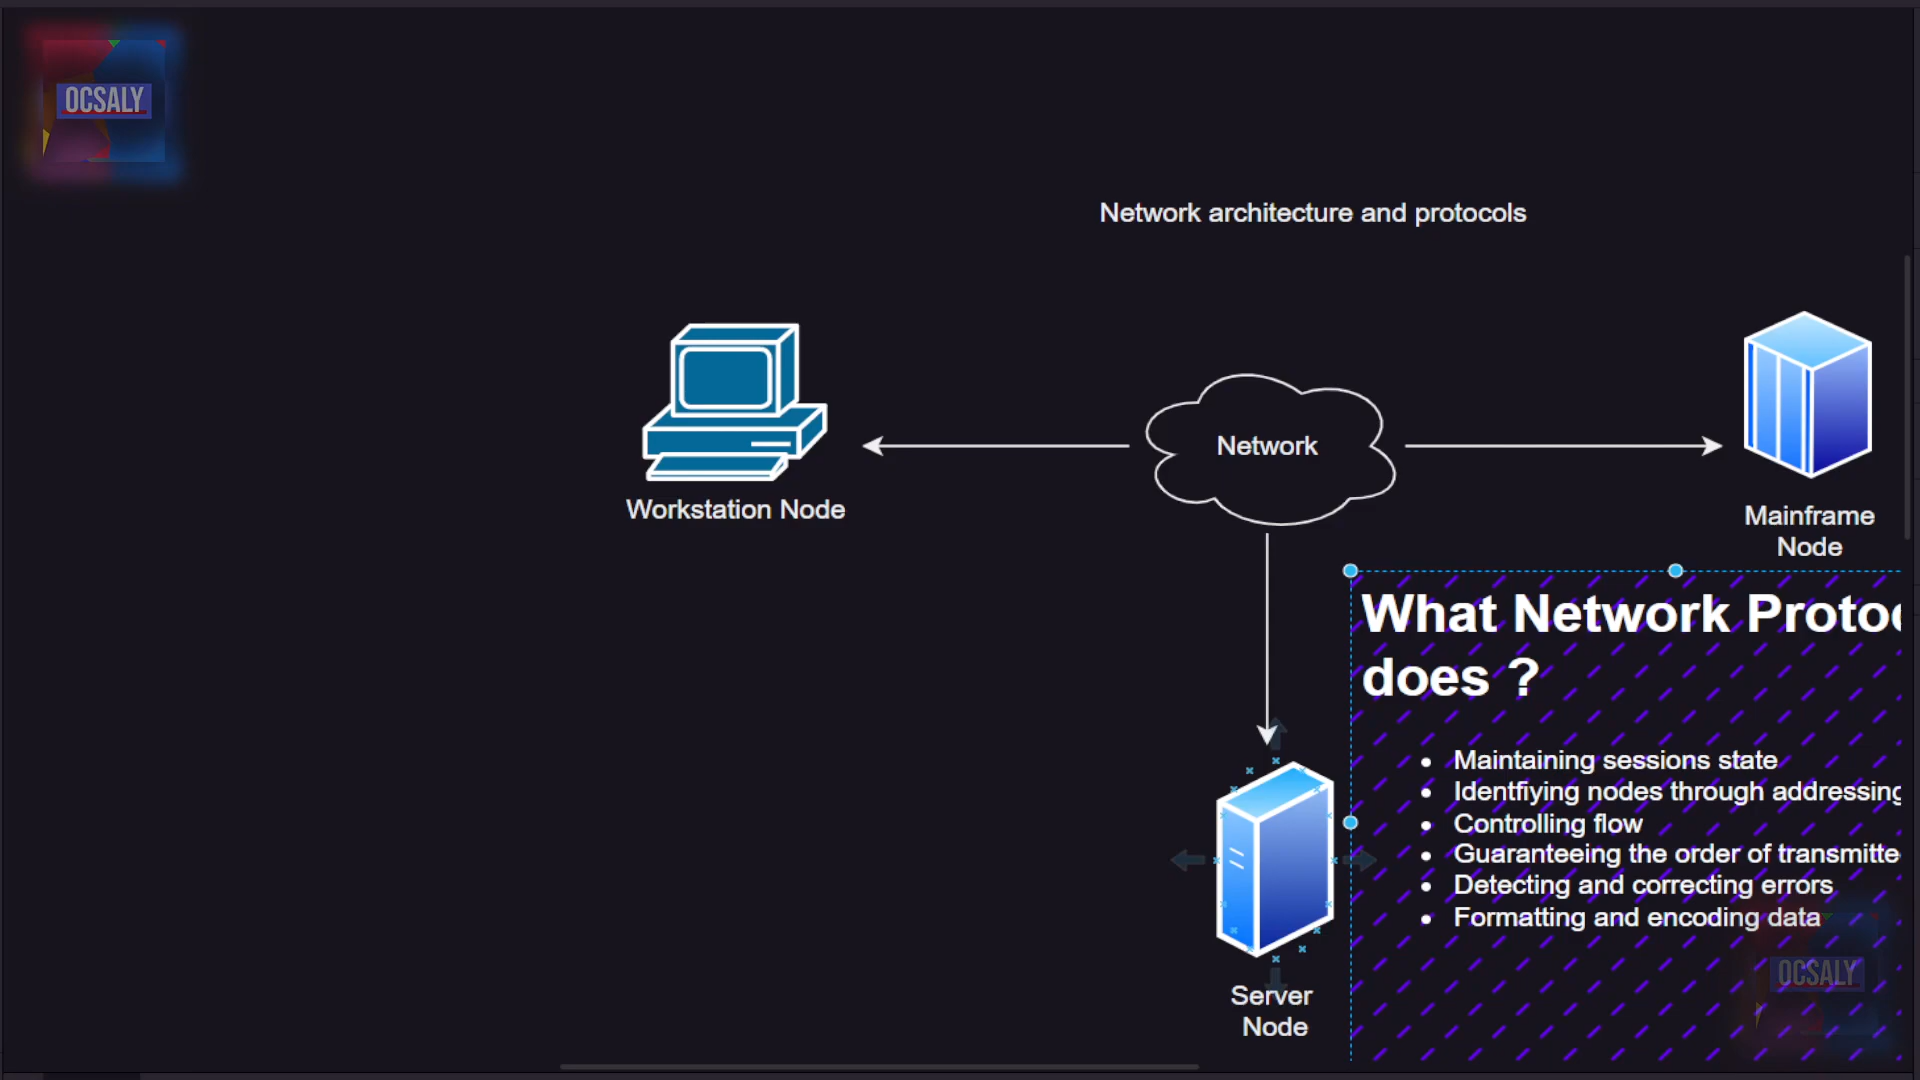 OCSALY
Network architecture and protocols
Network
Workstation Node
Mainframe
Node
What Network Protoc
does ?
Maintaining sessions state
Identfiying nodes through addressing
Controlling flow
Guaranteeing the order of transmitte
Detecting and correcting errors
Formatting and encoding data
OCSALY
Server
Node